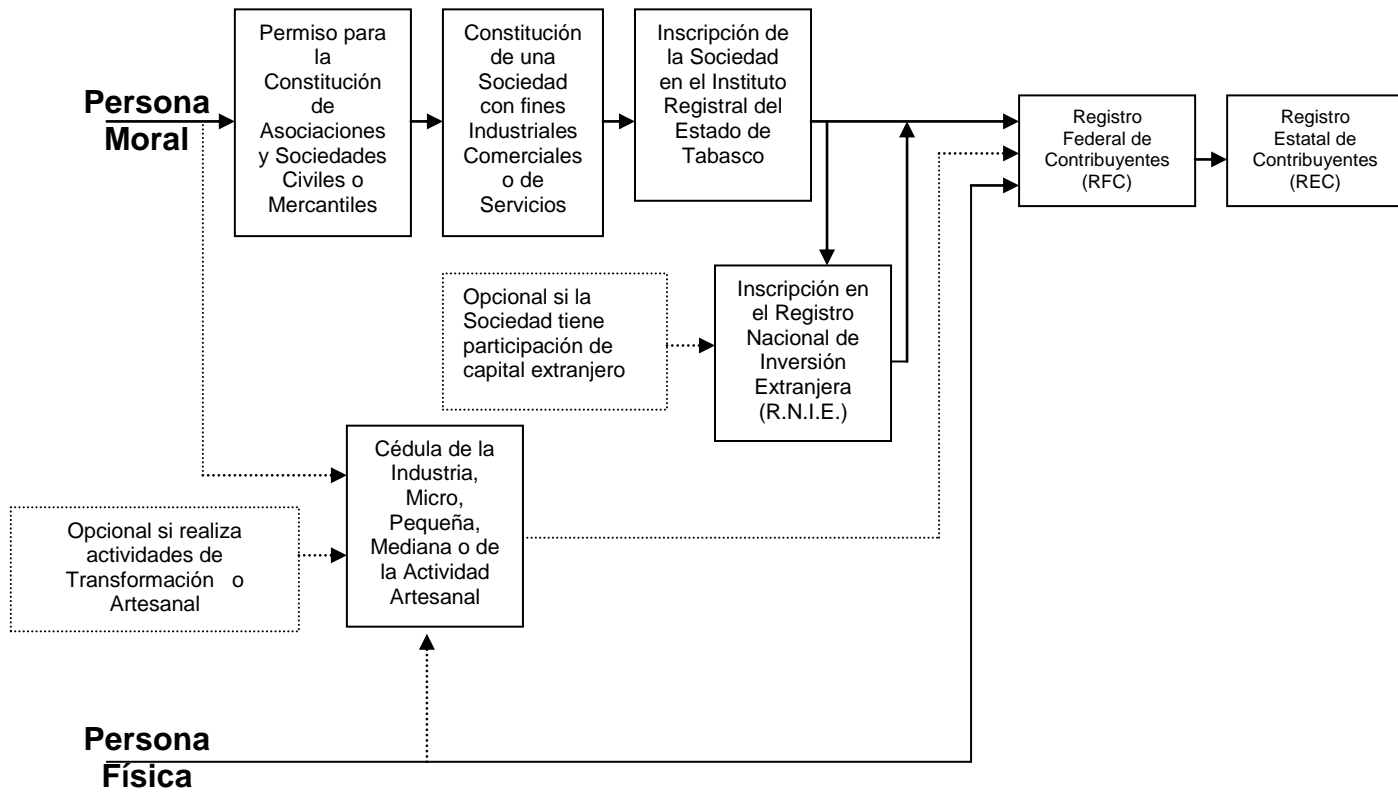 Persona
Moral
Permiso para
la
Constitución
de
Asociaciones
y Sociedades
Civiles o
Mercantiles
Constitución
de una
Sociedad
con fines
Industriales
Comerciales
o de
Servicios
Inscripción de
la Sociedad
en el Instituto
Registral del
Estado de
Tabasco
Registro
Federal de
Contribuyentes
(RFC)
Registro
Estatal de
Contribuyentes
(REC)
Opcional si la
Sociedad tiene
participación de
capital extranjero
Inscripción en
el Registro
Nacional de
Inversión
Extranjera
(R.N.I.E.)
Cédula de la
Industria,
Micro,
Pequeña,
Mediana o de
la Actividad
Artesanal
Opcional si realiza
actividades de
Transformación o
Artesanal
Persona
Física